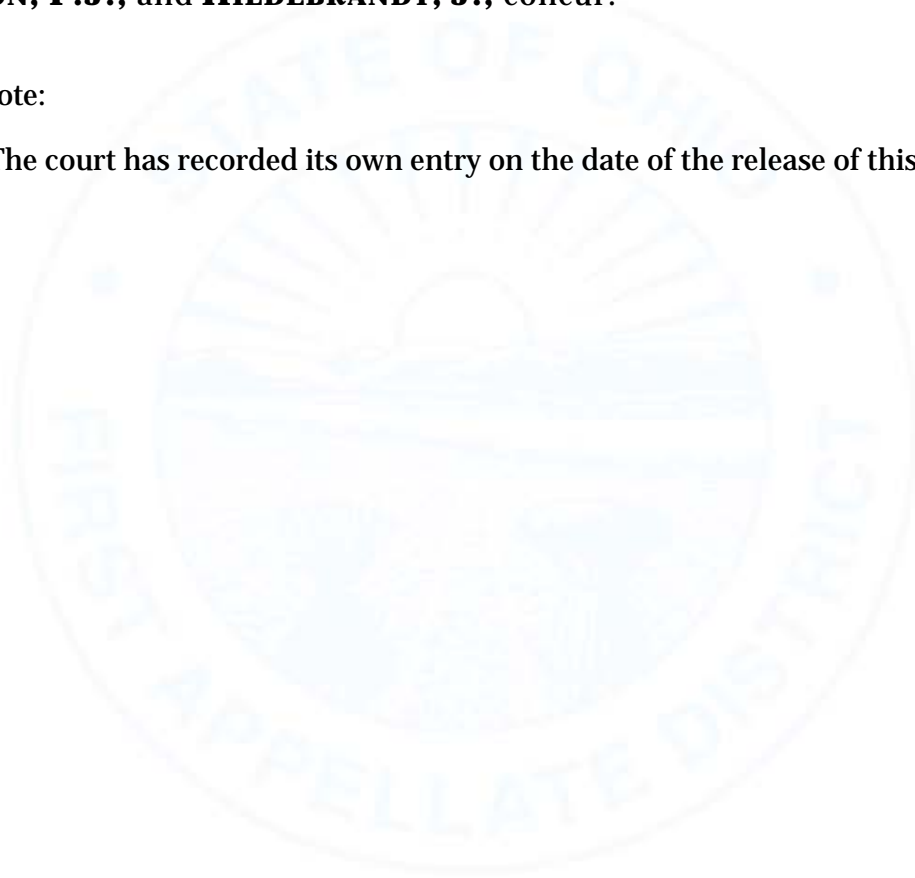 ON, P.J., and HILDEBRANDT, J., concur.
ote:
The court has recorded its own entry on the date of the release of this
STATE OF OHIO
FIRST APPELLATE DISTRICT